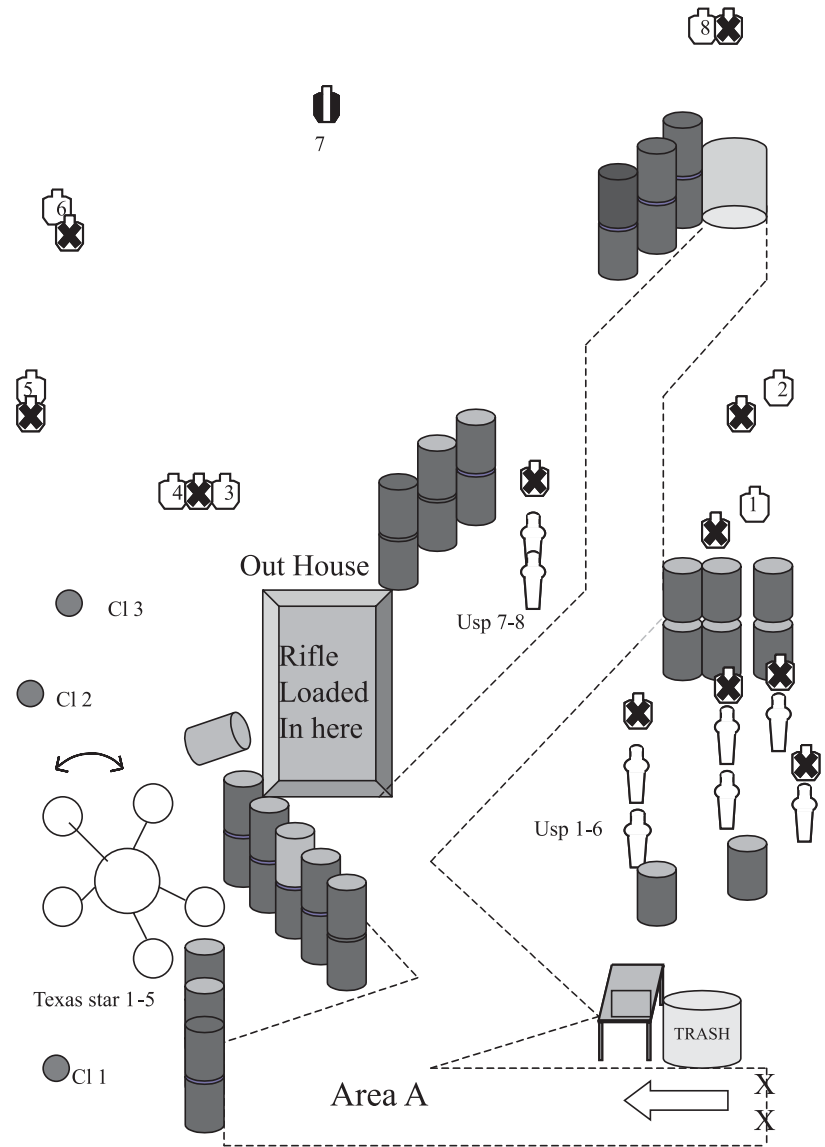 8
7
6
5
2
4
3
1
Out House
Cl 3
Usp 7-8
Rifle
Loaded
In here
Cl 2
Usp 1-6
Texas star 1-5
TRASH
Cl 1
Area A
X
X